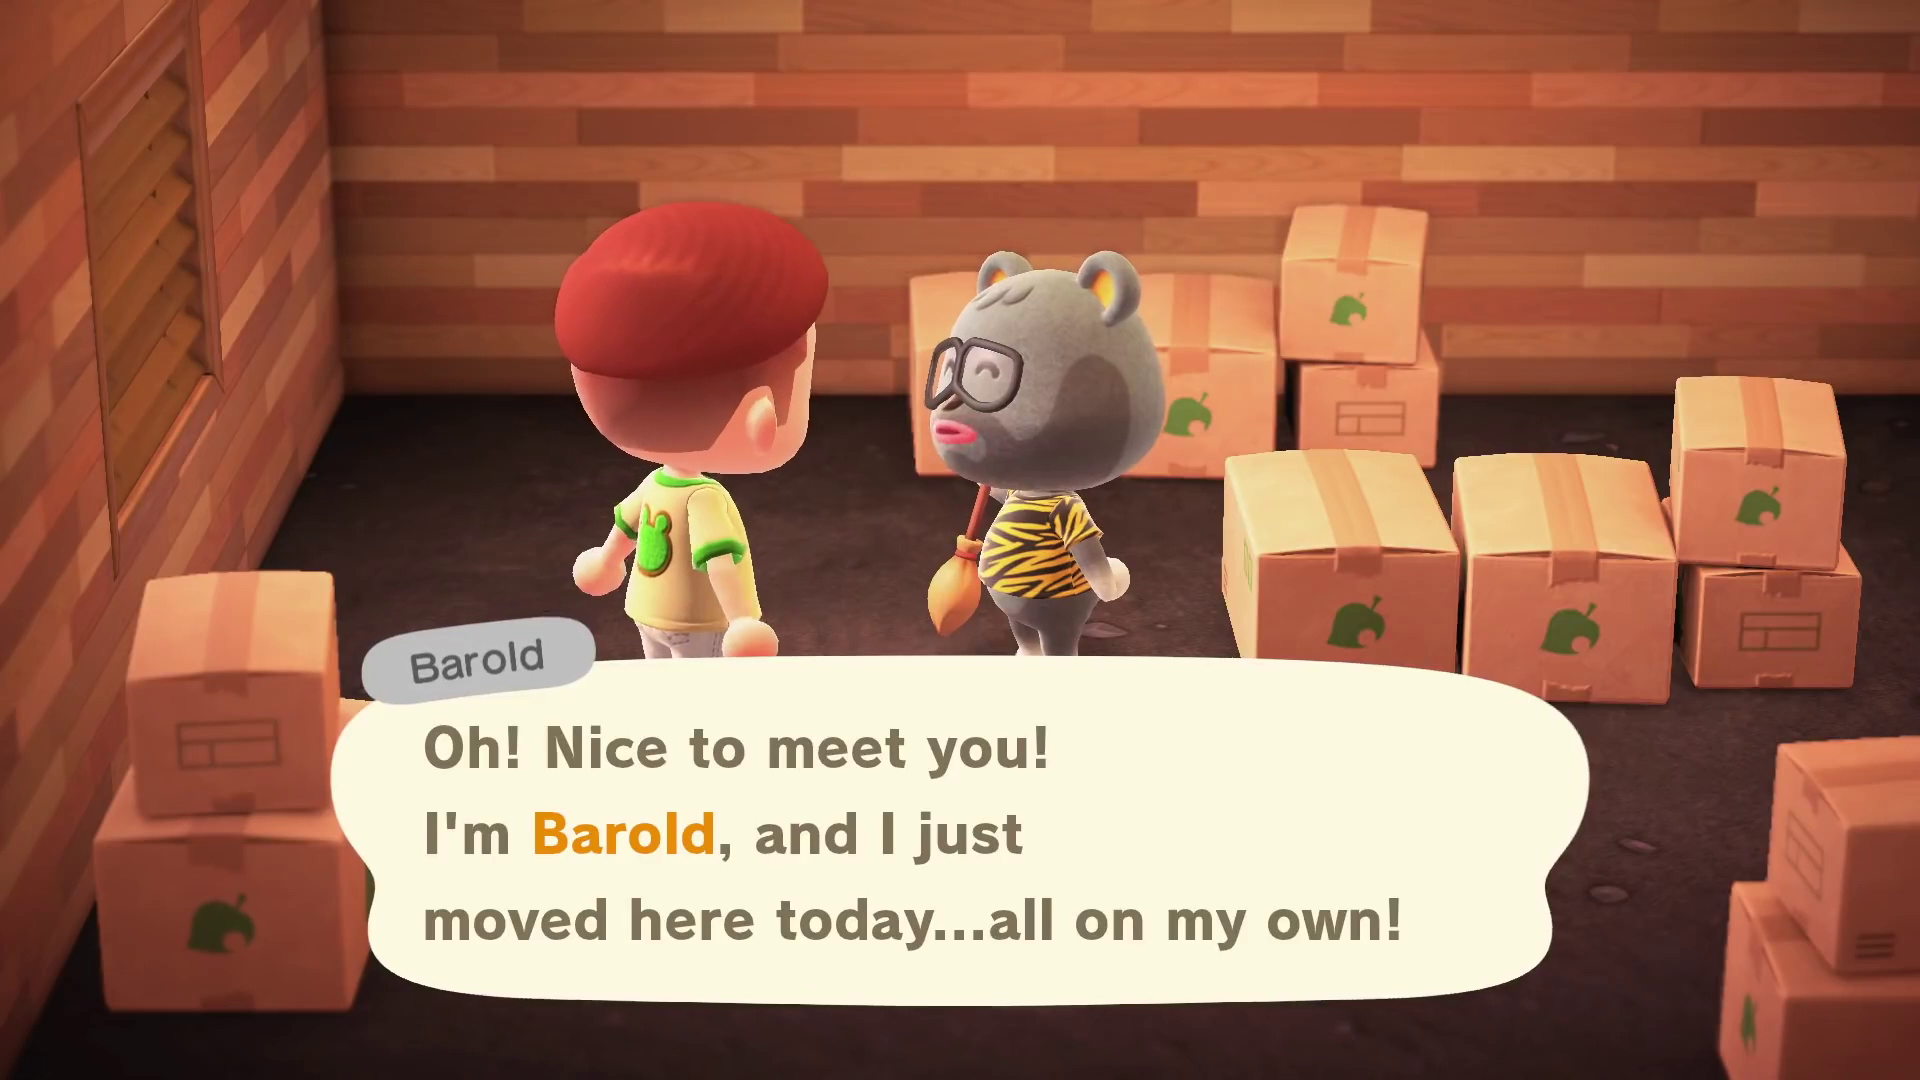 Barold
Oh! Nice to meet you!
I'm Barold, and I just
moved here today...all on my own!